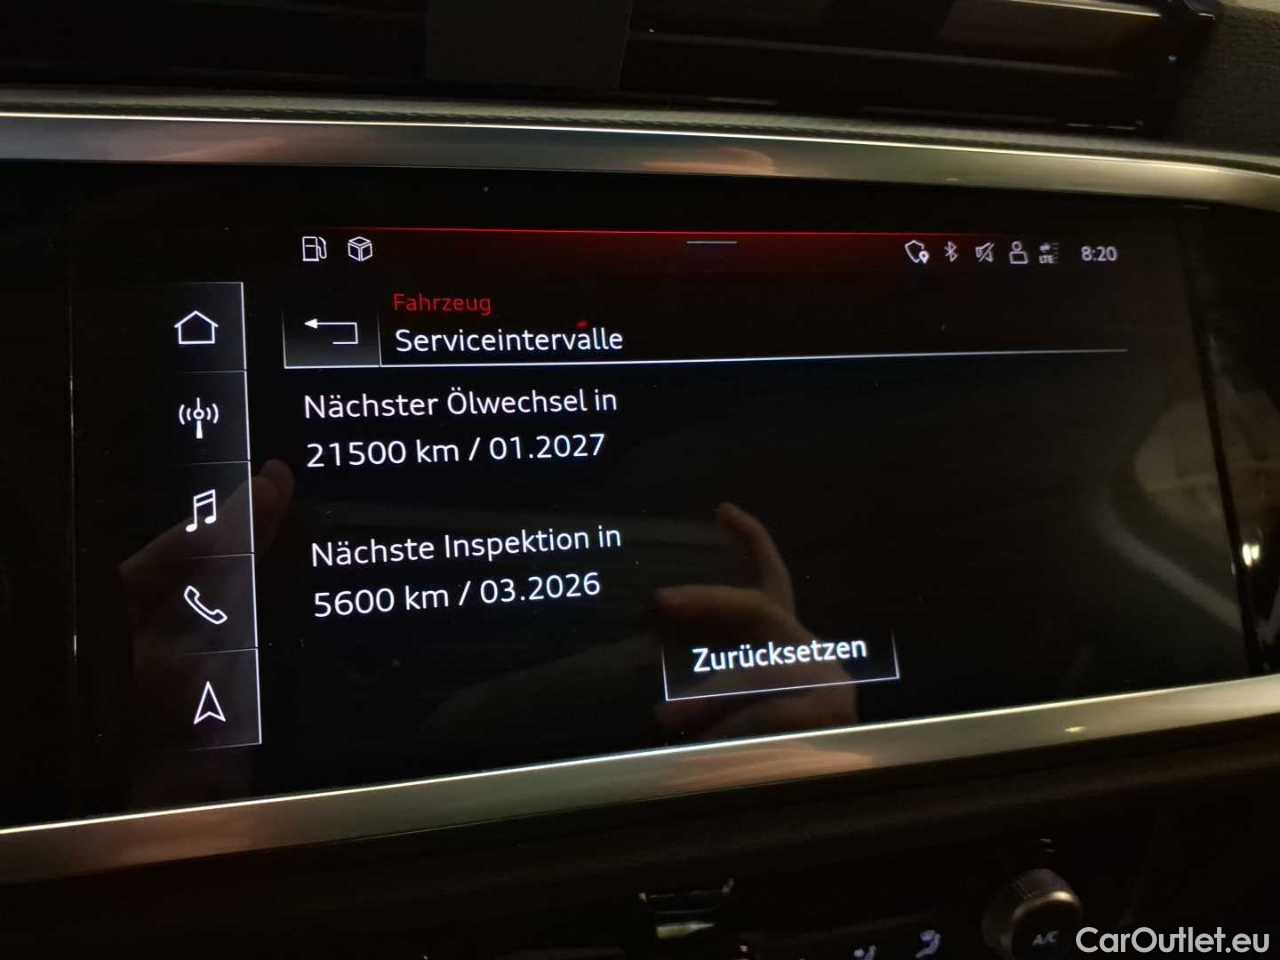 8:20
LTE
Fahrzeug
Serviceintervalle
Nächster Ölwechsel in
21500 km / 01.2027
Nächste Inspektion in
5600 km / 03.2026
Zurücksetzen
A/C
CarOutlet.eu